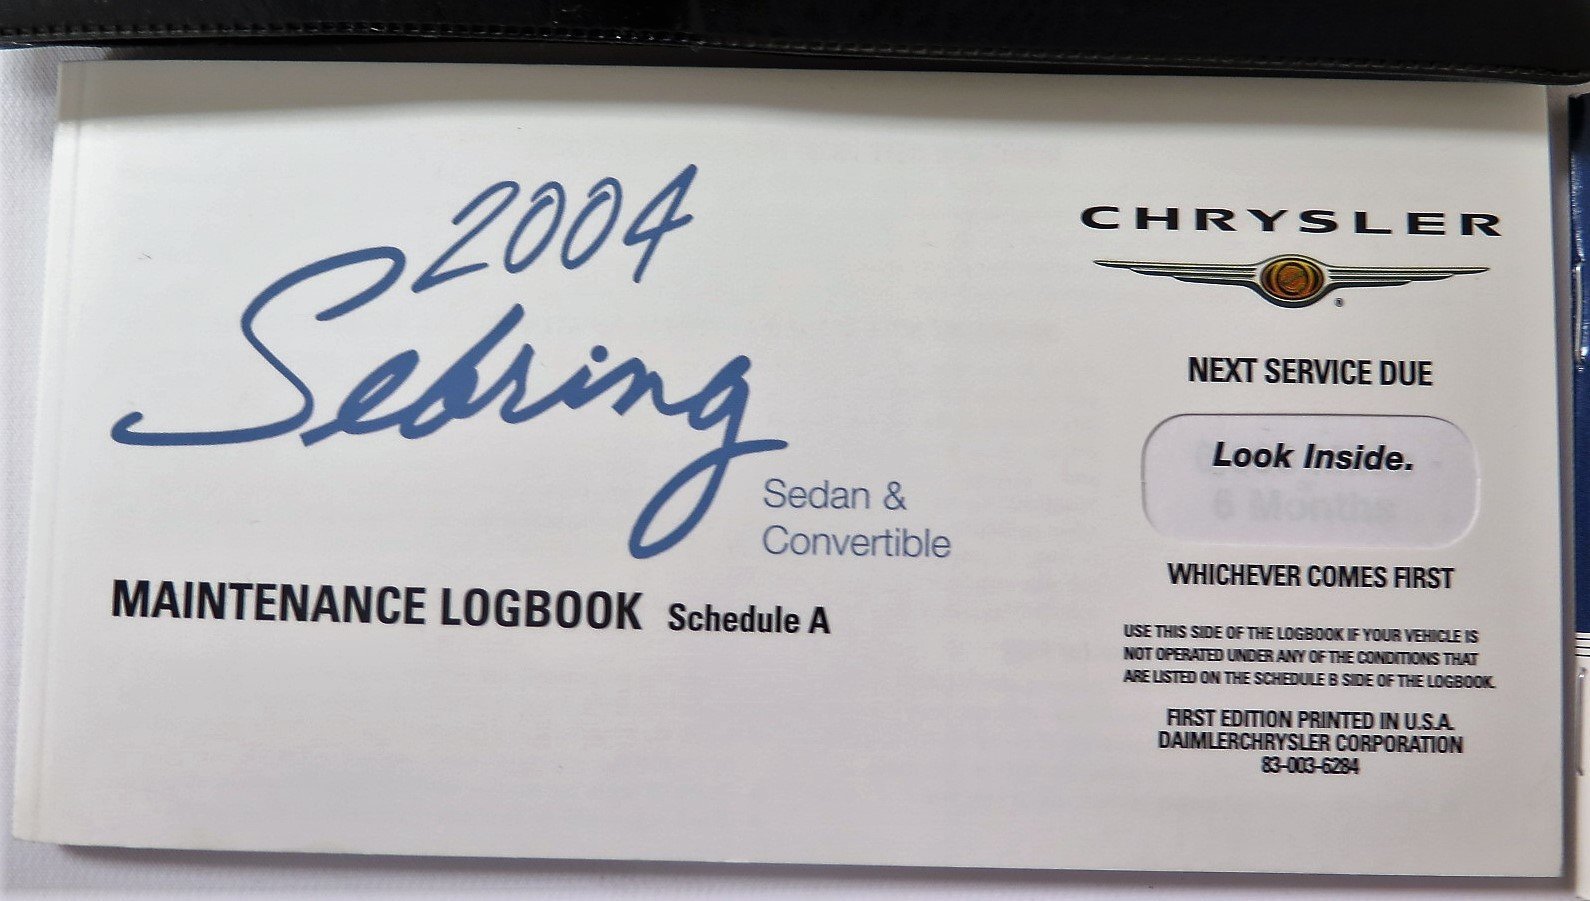 2004
Sebring
Sedan &
Convertible
MAINTENANCE LOGBOOK Schedule A
CHRYSLER
®
NEXT SERVICE DUE
Look Inside.
6 Months
WHICHEVER COMES FIRST
USE THIS SIDE OF THE LOGBOOK IF YOUR VEHICLE IS
NOT OPERATED UNDER ANY OF THE CONDITIONS THAT
ARE LISTED ON THE SCHEDULE B SIDE OF THE LOGBOOK.
FIRST EDITION PRINTED IN U.S.A.
DAIMLERCHRYSLER CORPORATION
83-003-6284